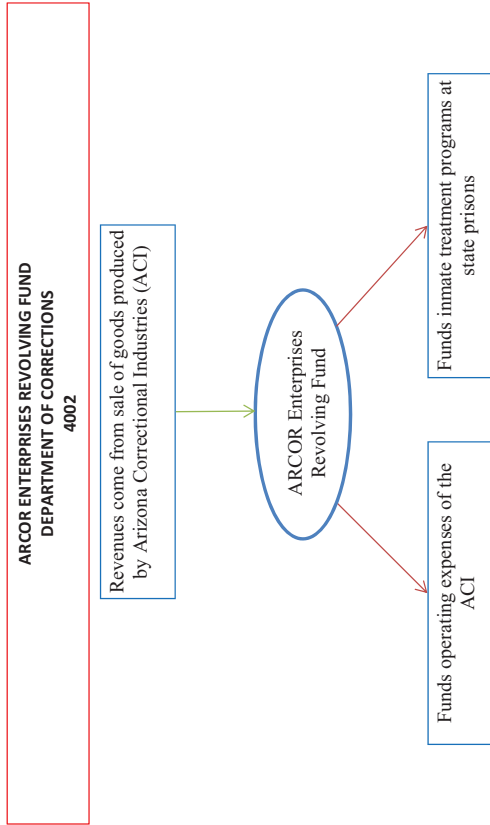 ARCOR ENTERPRISES REVOLVING FUND
DEPARTMENT OF CORRECTIONS
4002
Revenues come from sale of goods produced
by Arizona Correctional Industries (ACI)
ARCOR Enterprises
Revolving Fund
Funds operating expenses of the
ACI
Funds inmate treatment programs at
state prisons